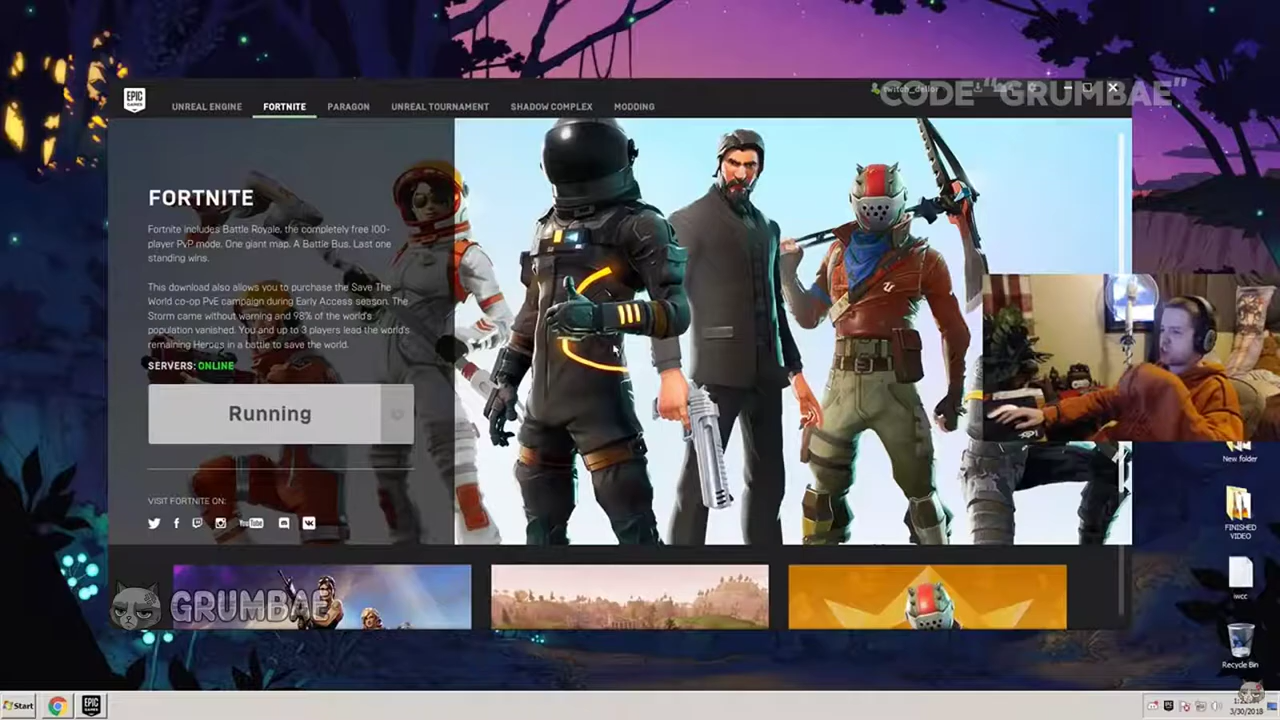 CODE "GRUMBAE"
EPIC GAMES
UNREAL ENGINE
FORTNITE
PARAGON
UNREAL TOURNAMENT
SHADOW COMPLEX
MODDING
FORTNITE
Fortnite includes Battle Royale, the completely free 100-
player PvP mode. One giant map. A Battle Bus. Last one
standing wins.
This download also allows you to purchase the Save The
World co-op PvE campaign during Early Access season. The
Storm came without warning and 98% of the world's
population vanished. You and up to 3 players lead the world's
remaining Heroes in a battle to save the world.
SERVERS: ONLINE
Running
VISIT FORTNITE ON:
YouTube
GRUMBAE
New folder
FINISHED
VIDEO
iwcc
Recycle Bin
Start
EPIC
3/30/2018